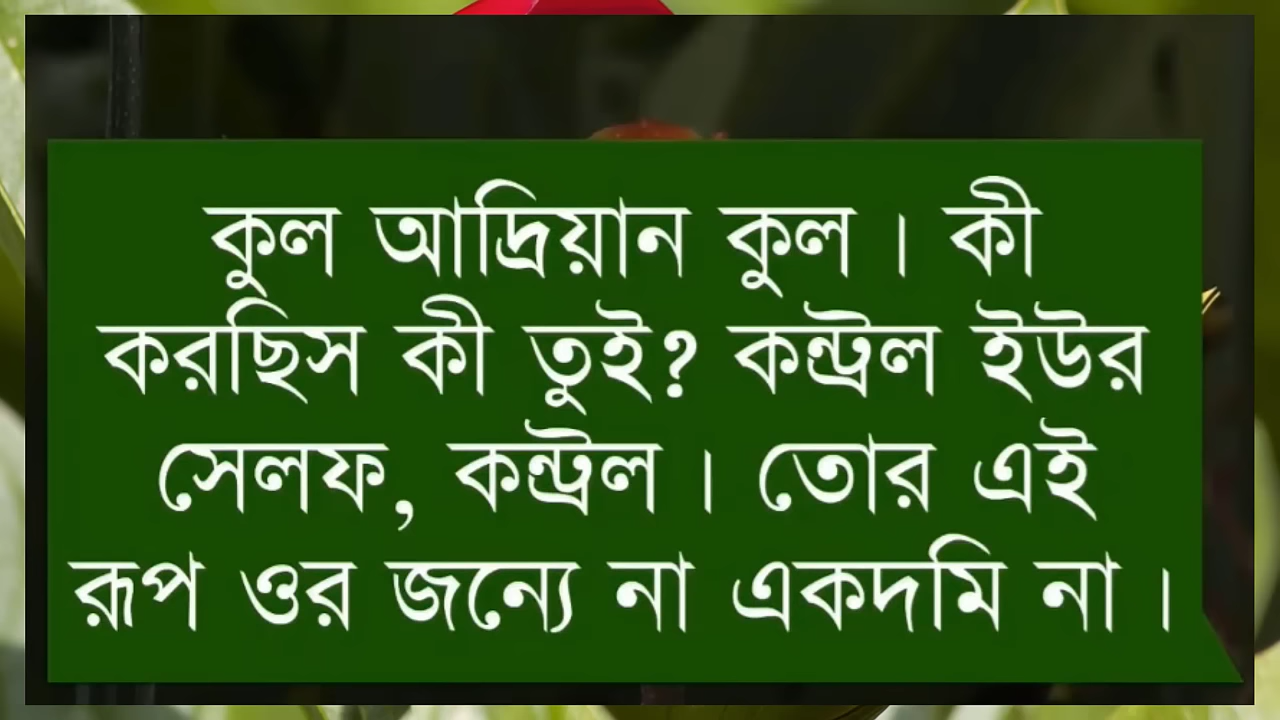 কুল আদ্রিয়ান কুল । কী
করছিস কী তুই? কন্ট্রল ইউর
সেলফ, কন্ট্রল । তোর এই
রূপ ওর জন্যে না একদমি না ।